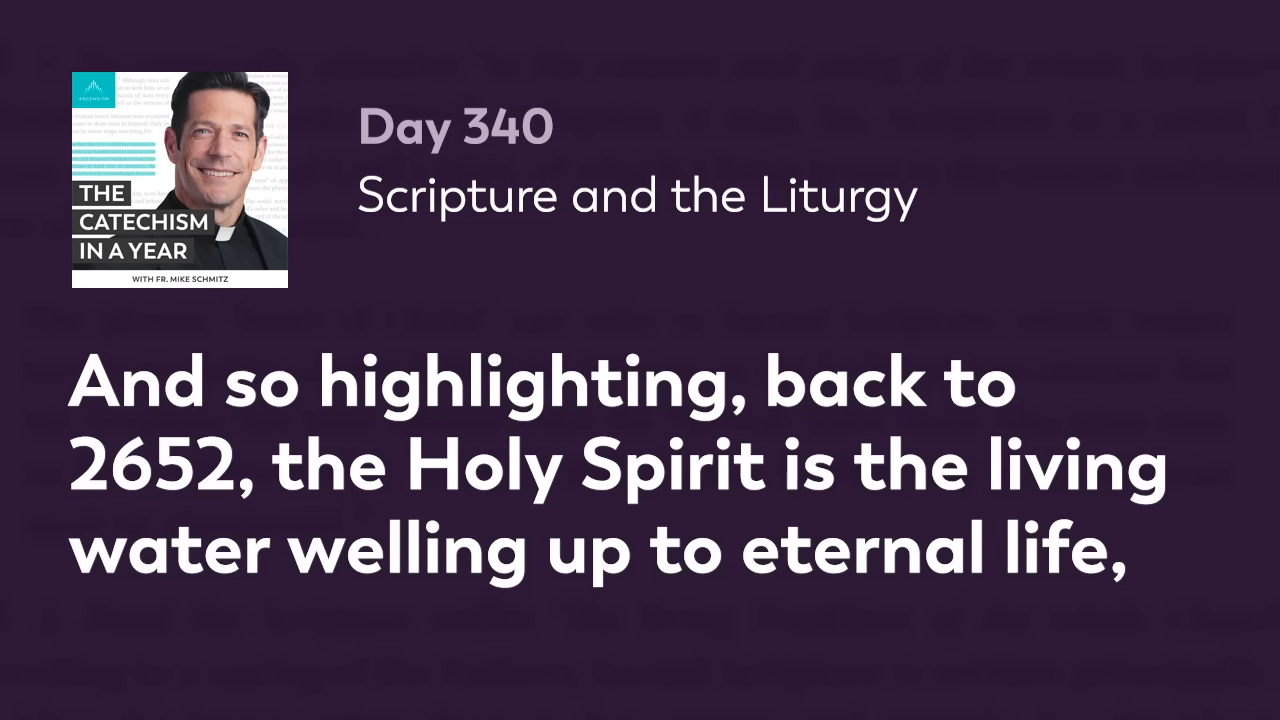 ASCENSION
THE
CATECHISM
IN A YEAR
WITH FR. MIKE SCHMITZ
Day 340
Scripture and the Liturgy
And so highlighting, back to
2652, the Holy Spirit is the living
water welling up to eternal life,